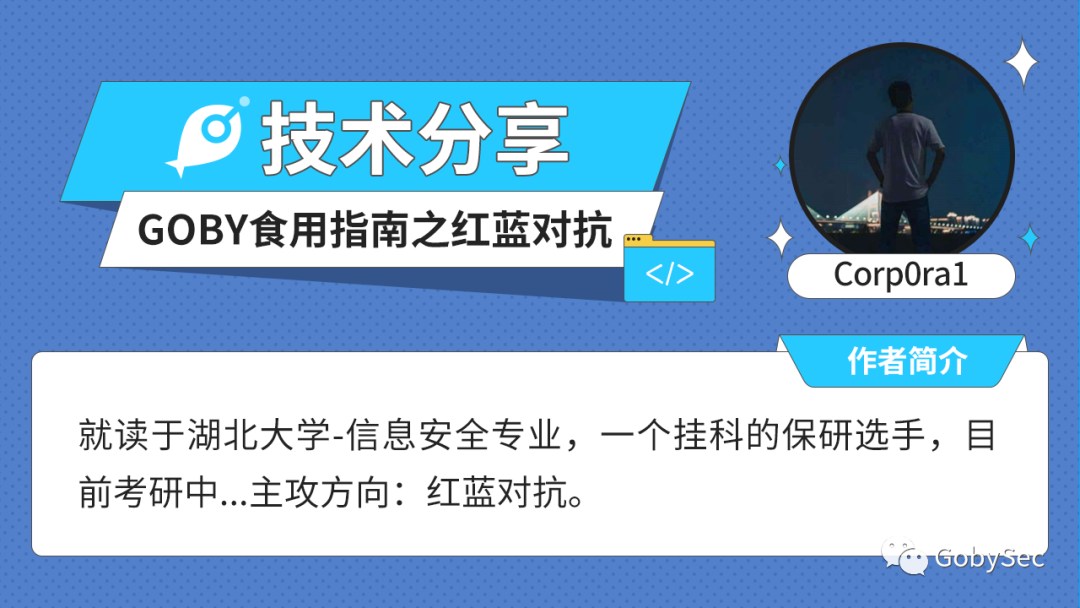 技术分享
GOBY食用指南之红蓝对抗
</>
Corp0ra1
作者简介
就读于湖北大学-信息安全专业，一个挂科的保研选手，目
前考研中...主攻方向：红蓝对抗。
GobySec